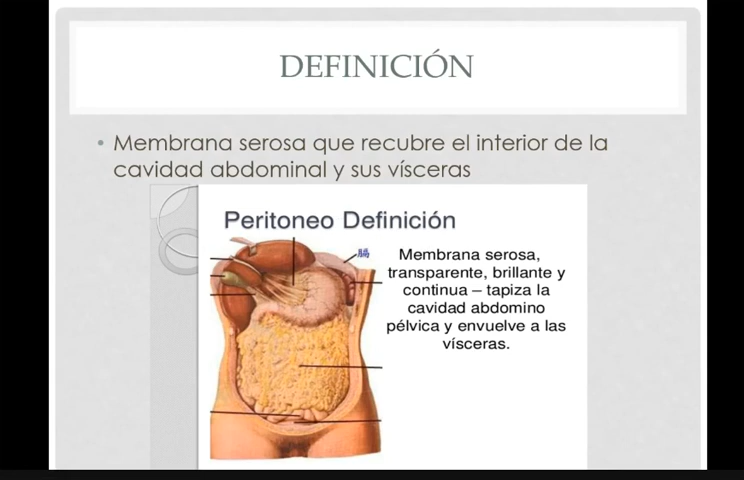 DEFINICIÓN
• Membrana serosa que recubre el interior de la
cavidad abdominal y sus vísceras
Peritoneo Definición
腸
Membrana serosa,
transparente, brillante y
continua – tapiza la
cavidad abdomino
pélvica y envuelve a las
vísceras.